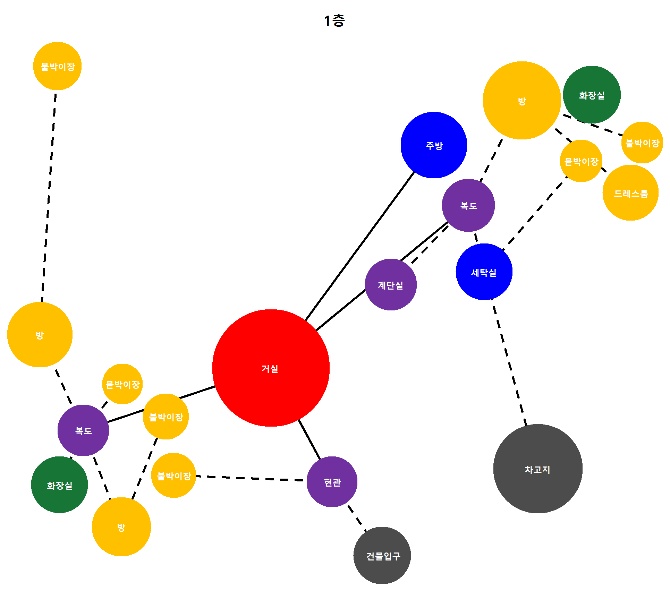 1층
붙박이장
방
화장실
주방
붙박이장
붙박이장
드레스룸
복도
세탁실
계단실
방
거실
붙박이장
붙박이장
복도
붙박이장
화장실
현관
차고지
방
건물입구